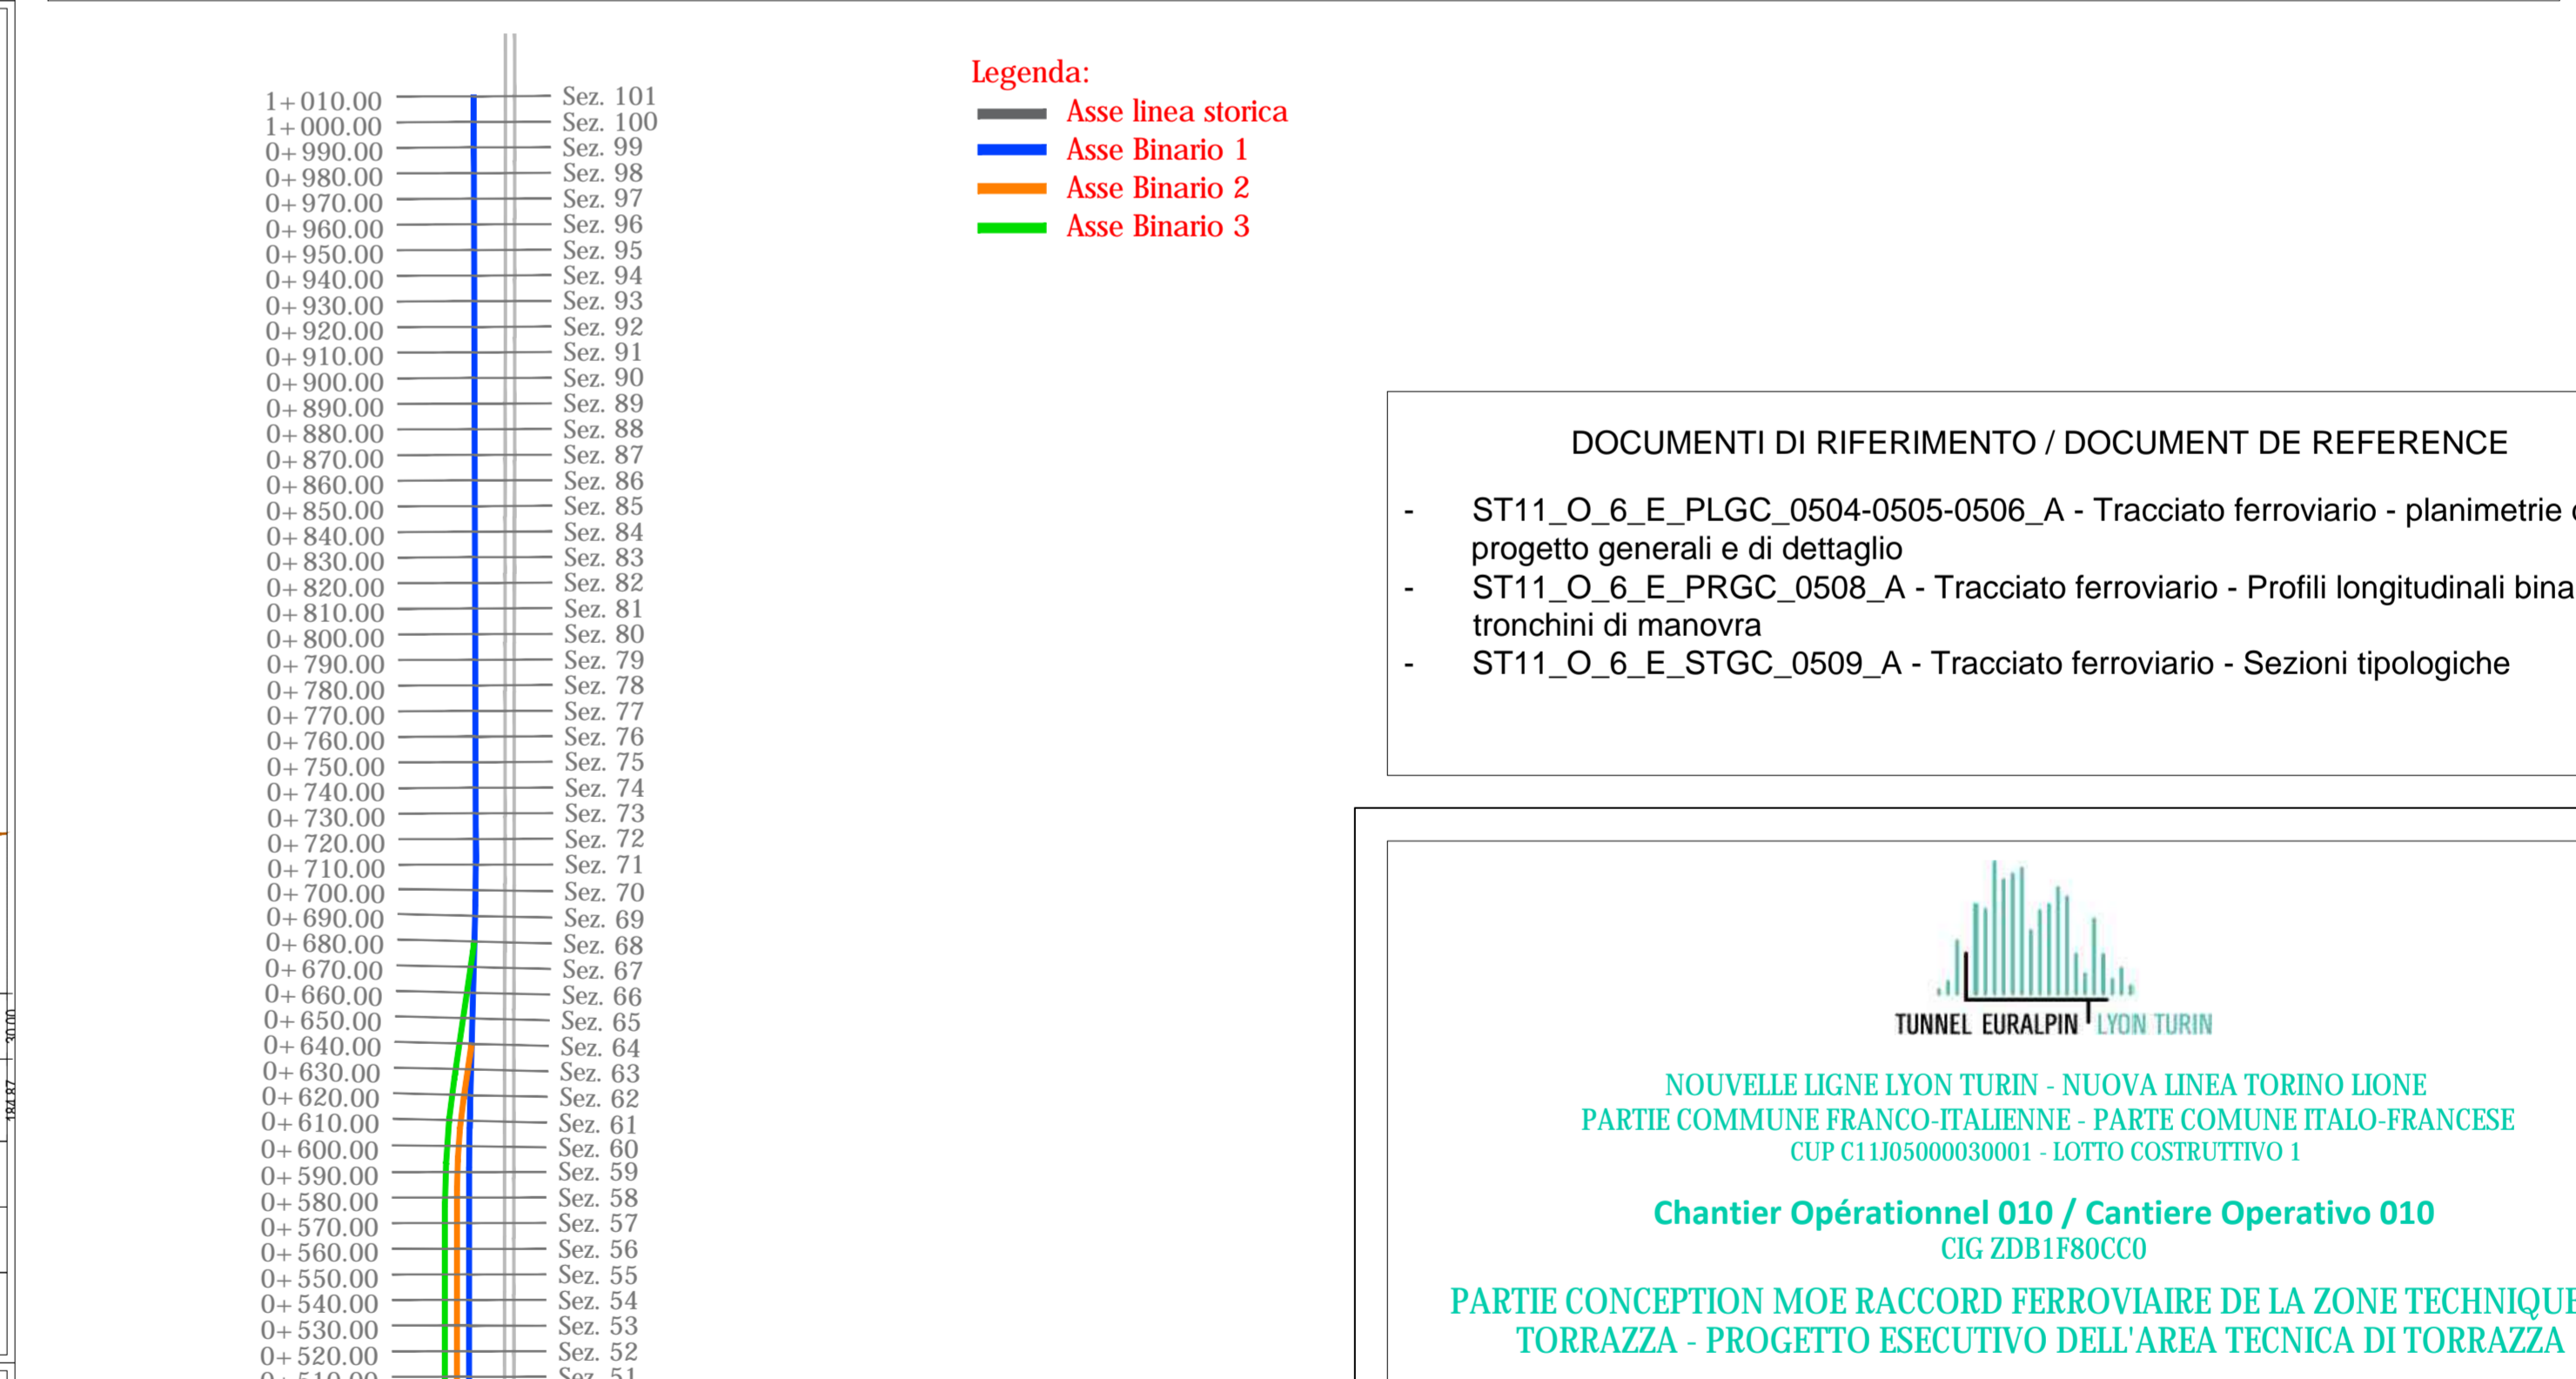 1+010.00 Sez. 101
1+000.00 Sez. 100
0+990.00 Sez. 99
0+980.00 Sez. 98
0+970.00 Sez. 97
0+960.00 Sez. 96
0+950.00 Sez. 95
0+940.00 Sez. 94
0+930.00 Sez. 93
0+920.00 Sez. 92
0+910.00 Sez. 91
0+900.00 Sez. 90
0+890.00 Sez. 89
0+880.00 Sez. 88
0+870.00 Sez. 87
0+860.00 Sez. 86
0+850.00 Sez. 85
0+840.00 Sez. 84
0+830.00 Sez. 83
0+820.00 Sez. 82
0+810.00 Sez. 81
0+800.00 Sez. 80
0+790.00 Sez. 79
0+780.00 Sez. 78
0+770.00 Sez. 77
0+760.00 Sez. 76
0+750.00 Sez. 75
0+740.00 Sez. 74
0+730.00 Sez. 73
0+720.00 Sez. 72
0+710.00 Sez. 71
0+700.00 Sez. 70
0+690.00 Sez. 69
0+680.00 Sez. 68
0+670.00 Sez. 67
0+660.00 Sez. 66
0+650.00 Sez. 65
0+640.00 Sez. 64
0+630.00 Sez. 63
0+620.00 Sez. 62
0+610.00 Sez. 61
0+600.00 Sez. 60
0+590.00 Sez. 59
0+580.00 Sez. 58
0+570.00 Sez. 57
0+560.00 Sez. 56
0+550.00 Sez. 55
0+540.00 Sez. 54
0+530.00 Sez. 53
0+520.00 Sez. 52
0+510.00 Sez. 51
30.00
184.87
Legenda:
Asse linea storica
Asse Binario 1
Asse Binario 2
Asse Binario 3
DOCUMENTI DI RIFERIMENTO / DOCUMENT DE REFERENCE
- ST11_O_6_E_PLGC_0504-0505-0506_A - Tracciato ferroviario - planimetrie
progetto generali e di dettaglio
- ST11_O_6_E_PRGC_0508_A - Tracciato ferroviario - Profili longitudinali bina
tronchini di manovra
- ST11_O_6_E_STGC_0509_A - Tracciato ferroviario - Sezioni tipologiche
TUNNEL EURALPIN LYON TURIN
NOUVELLE LIGNE LYON TURIN - NUOVA LINEA TORINO LIONE
PARTIE COMMUNE FRANCO-ITALIENNE - PARTE COMUNE ITALO-FRANCESE
CUP C11J05000030001 - LOTTO COSTRUTTIVO 1
Chantier Opérationnel 010 / Cantiere Operativo 010
CIG ZDB1F80CC0
PARTIE CONCEPTION MOE RACCORD FERROVIAIRE DE LA ZONE TECHNIQUE
TORRAZZA - PROGETTO ESECUTIVO DELL'AREA TECNICA DI TORRAZZA